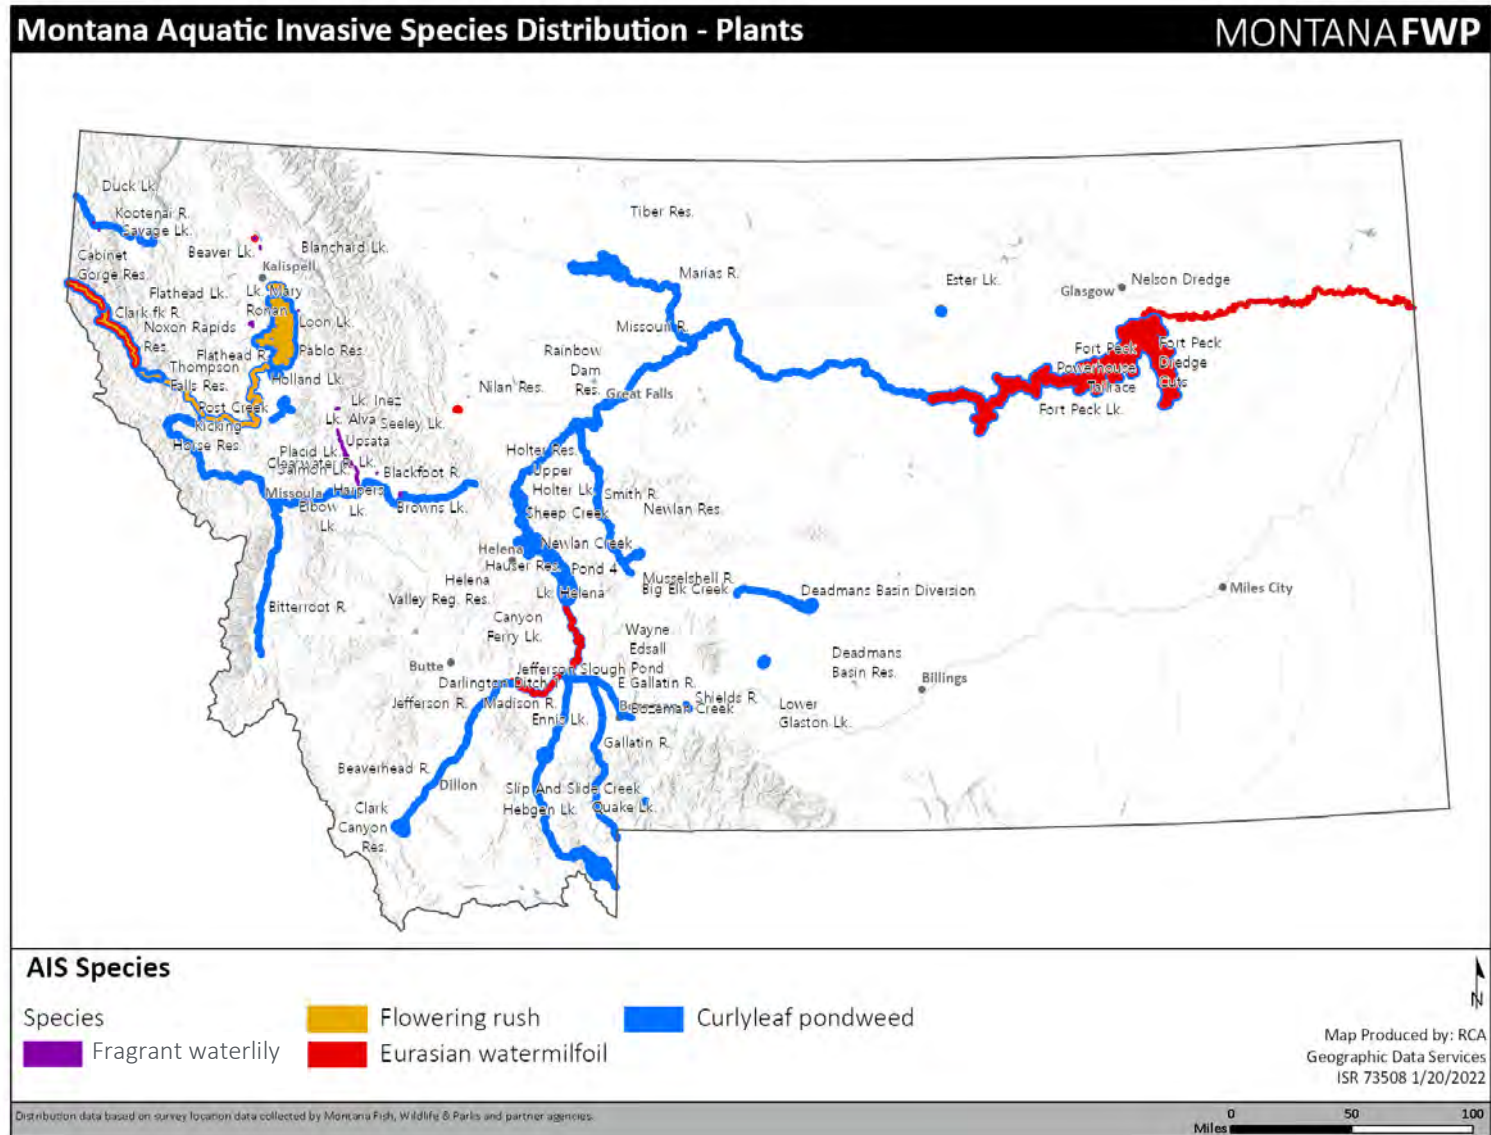 Montana Aquatic Invasive Species Distribution - Plants
MONTANA FWP
Duck Lk.
Kootenai R.
Savage Lk.
Cabinet
Gorge Res.
Beaver Lk.
Blanchard Lk.
Kalispell
Flathead Lk.
Lk. Mary
Ronan
Clark fk R.
Noxon Rapids
Res.
Loon Lk.
Flathead R.
Pablo Res.
Thompson
Falls Res.
Holland Lk.
Post Creek
Kicking
Horse Res.
Lk. Inez
Lk. Alva
Seeley Lk.
Upsata
Lk.
Placid Lk.
Clearwater R.
Salmon Lk.
Blackfoot R.
Missoula
Harpers
Lk.
Elbow
Lk.
Browns Lk.
Bitterroot R.
Tiber Res.
Marias R.
Missouri R.
Rainbow
Dam
Res.
Nilan Res.
Great Falls
Holter Res.
Upper
Holter Lk.
Smith R.
Sheep Creek
Newlan Res.
Newlan Creek
Helena
Hauser Res.
Pond 4
Helena
Valley Reg. Res.
Lk. Helena
Musselshell R.
Big Elk Creek
Deadmans Basin Diversion
Canyon
Ferry Lk.
Wayne
Edsall
Pond
Deadmans
Basin Res.
Butte
Jefferson Slough
Darlington Ditch 1
E Gallatin R.
Jefferson R.
Madison R.
Shields R.
Bozeman Creek
Ennis Lk.
Lower
Glaston Lk.
Gallatin R.
Billings
Miles City
Beaverhead R.
Dillon
Slip And Slide Creek
Clark
Canyon
Res.
Hebgen Lk.
Quake Lk.
Ester Lk.
Glasgow
Nelson Dredge
Fort Peck
Powerhouse
Tailrace
Fort Peck
Dredge
Cuts
Fort Peck Lk.
AIS Species
Species
Flowering rush
Curlyleaf pondweed
Fragrant waterlily
Eurasian watermilfoil
N
Map Produced by: RCA
Geographic Data Services
ISR 73508 1/20/2022
Distribution data based on survey location data collected by Montana Fish, Wildlife & Parks and partner agencies.
0 50 100
Miles